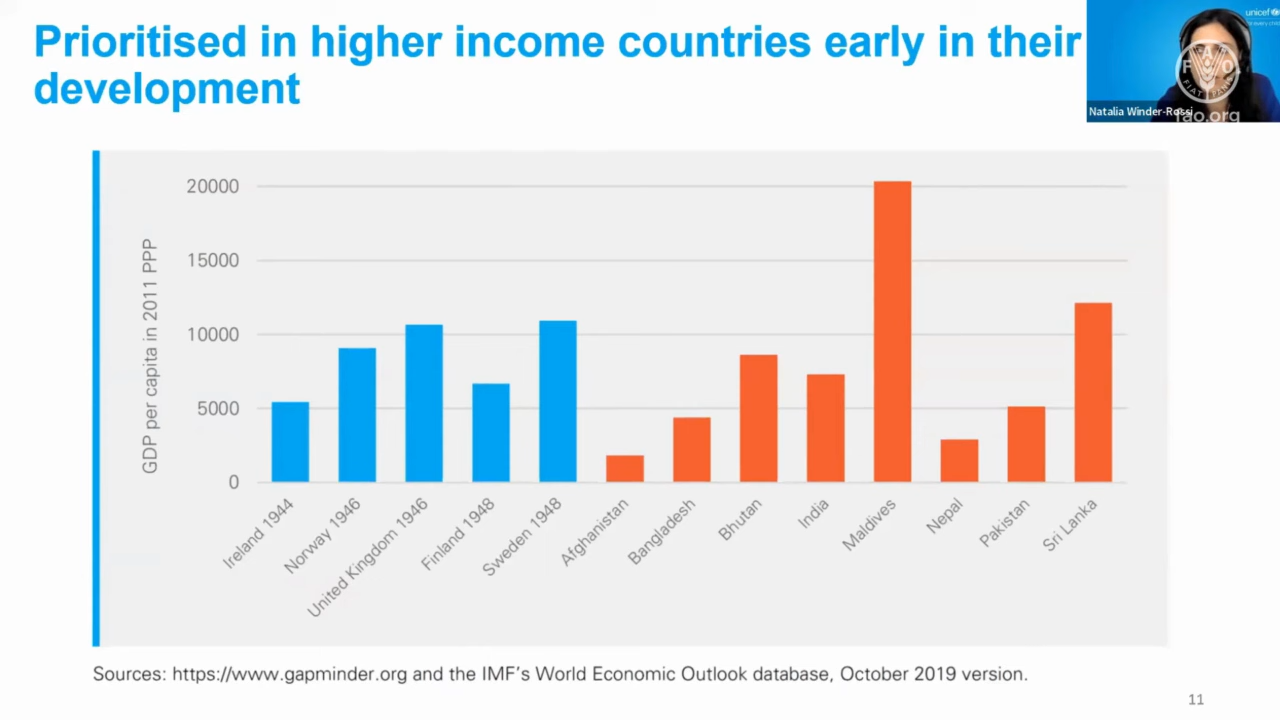 Prioritised in higher income countries early in their
development
unicef
Natalia Winder-Rossi
FAO
FIAT PANIS
fao.org
GDP per capita in 2011 PPP
20000
15000
10000
5000
0
Ireland 1944
Norway 1946
United Kingdom 1946
Finland 1948
Sweden 1948
Afghanistan
Bangladesh
Bhutan
India
Maldives
Nepal
Pakistan
Sri Lanka
Sources: https://www.gapminder.org and the IMF's World Economic Outlook database, October 2019 version.
11